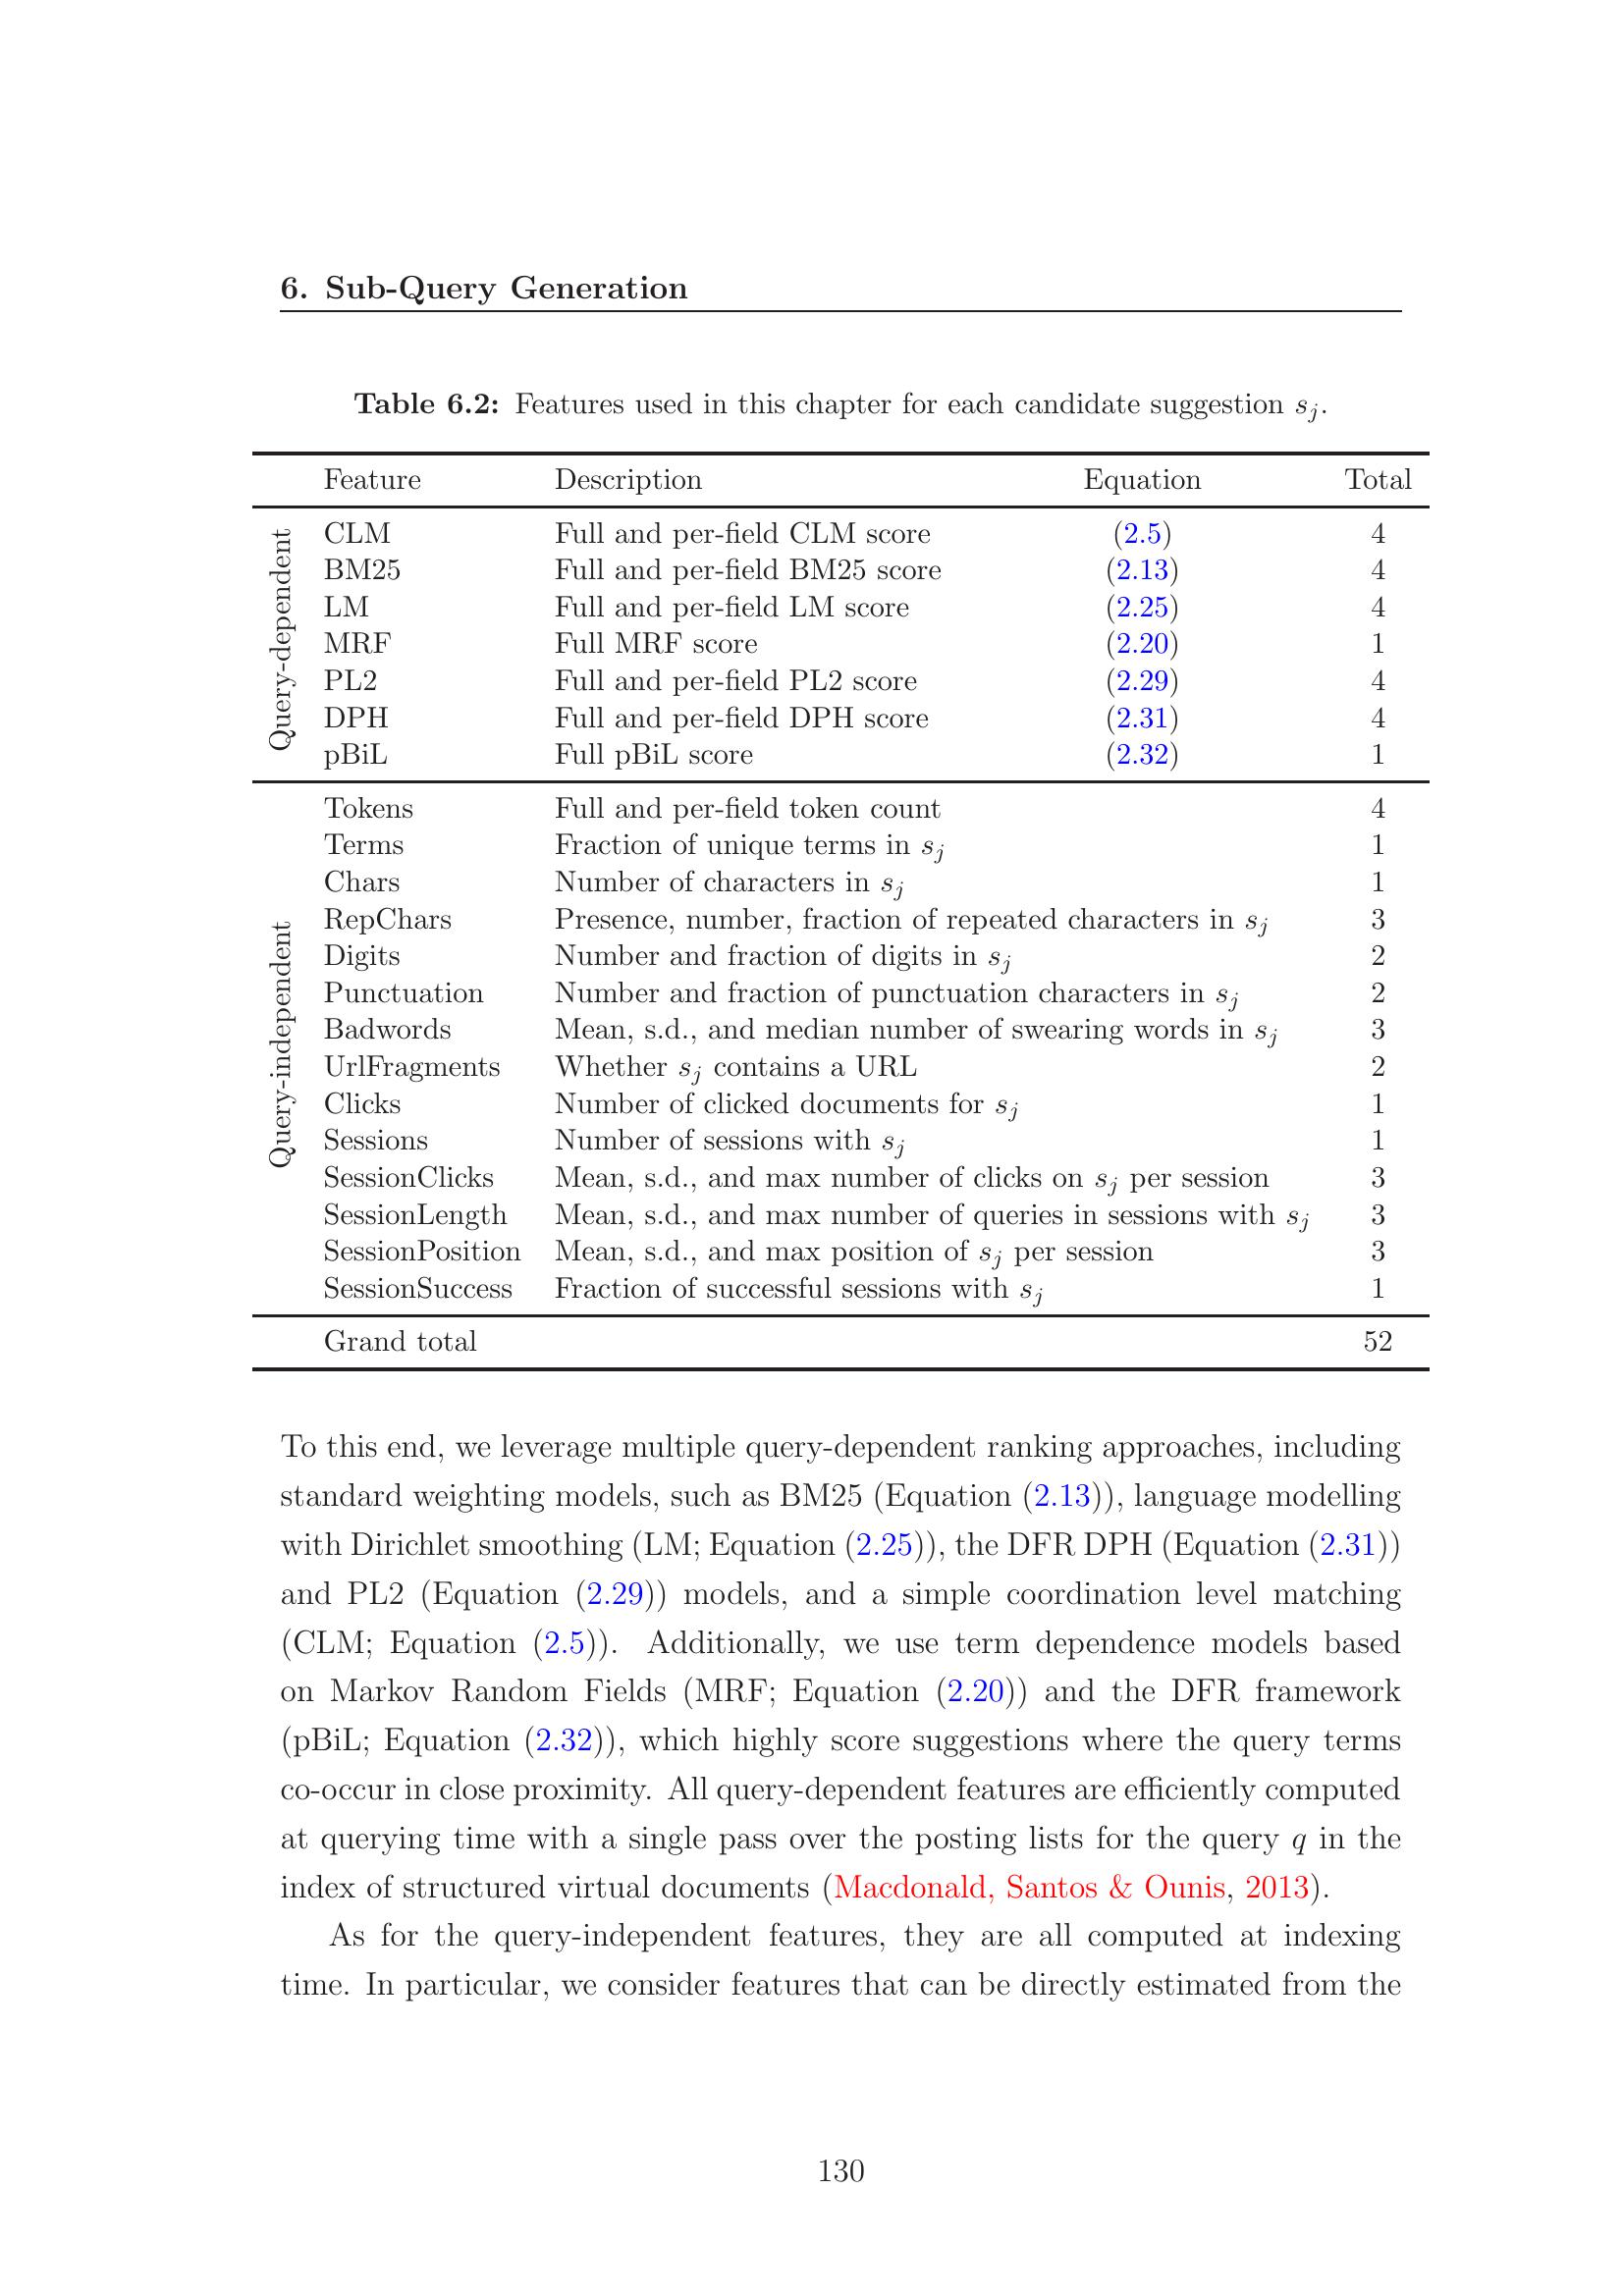 6. Sub-Query Generation
Table 6.2: Features used in this chapter for each candidate suggestion sj.
Feature Description Equation Total
Query-dependent
CLM Full and per-field CLM score (2.5) 4
BM25 Full and per-field BM25 score (2.13) 4
LM Full and per-field LM score (2.25) 4
MRF Full MRF score (2.20) 1
PL2 Full and per-field PL2 score (2.29) 4
DPH Full and per-field DPH score (2.31) 4
pBiL Full pBiL score (2.32) 1
Query-independent
Tokens Full and per-field token count 4
Terms Fraction of unique terms in sj 1
Chars Number of characters in sj 1
RepChars Presence, number, fraction of repeated characters in sj 3
Digits Number and fraction of digits in sj 2
Punctuation Number and fraction of punctuation characters in sj 2
Badwords Mean, s.d., and median number of swearing words in sj 3
UrlFragments Whether sj contains a URL 2
Clicks Number of clicked documents for sj 1
Sessions Number of sessions with sj 1
SessionClicks Mean, s.d., and max number of clicks on sj per session 3
SessionLength Mean, s.d., and max number of queries in sessions with sj 3
SessionPosition Mean, s.d., and max position of sj per session 3
SessionSuccess Fraction of successful sessions with sj 1
Grand total 52
To this end, we leverage multiple query-dependent ranking approaches, including
standard weighting models, such as BM25 (Equation (2.13)), language modelling
with Dirichlet smoothing (LM; Equation (2.25)), the DFR DPH (Equation (2.31))
and PL2 (Equation (2.29)) models, and a simple coordination level matching
(CLM; Equation (2.5)). Additionally, we use term dependence models based
on Markov Random Fields (MRF; Equation (2.20)) and the DFR framework
(pBiL; Equation (2.32)), which highly score suggestions where the query terms
co-occur in close proximity. All query-dependent features are efficiently computed
at querying time with a single pass over the posting lists for the query q in the
index of structured virtual documents (Macdonald, Santos & Ounis, 2013).
As for the query-independent features, they are all computed at indexing
time. In particular, we consider features that can be directly estimated from the
130